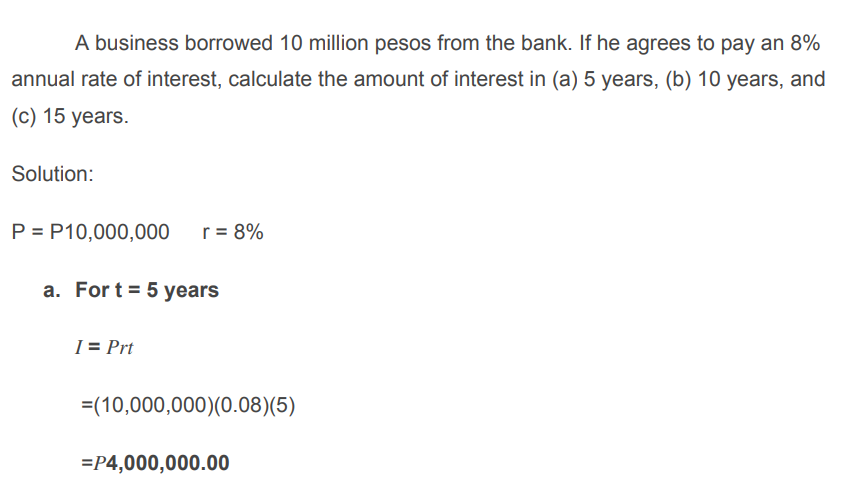 A business borrowed 10 million pesos from the bank. If he agrees to pay an 8%
annual rate of interest, calculate the amount of interest in (a) 5 years, (b) 10 years, and
(c) 15 years.
Solution:
P = P10,000,000 r = 8%
a. For t = 5 years
I = Prt
=(10,000,000)(0.08)(5)
=P4,000,000.00